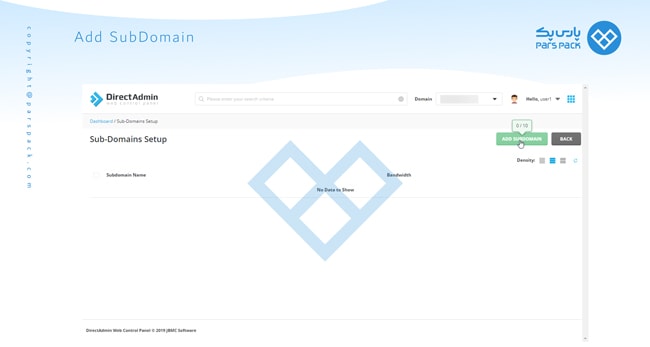 Add SubDomain
پارس پک
PARS PACK
copyright@parspack.com
DirectAdmin
web control panel
Please enter your search criteria
Domain
Hello, user1
Dashboard / Sub-Domains Setup
Sub-Domains Setup
0 / 10
ADD SUBDOMAIN
BACK
Density:
Subdomain Name
Bandwidth
No Data to Show
DirectAdmin Web Control Panel © 2019 JBMC Software